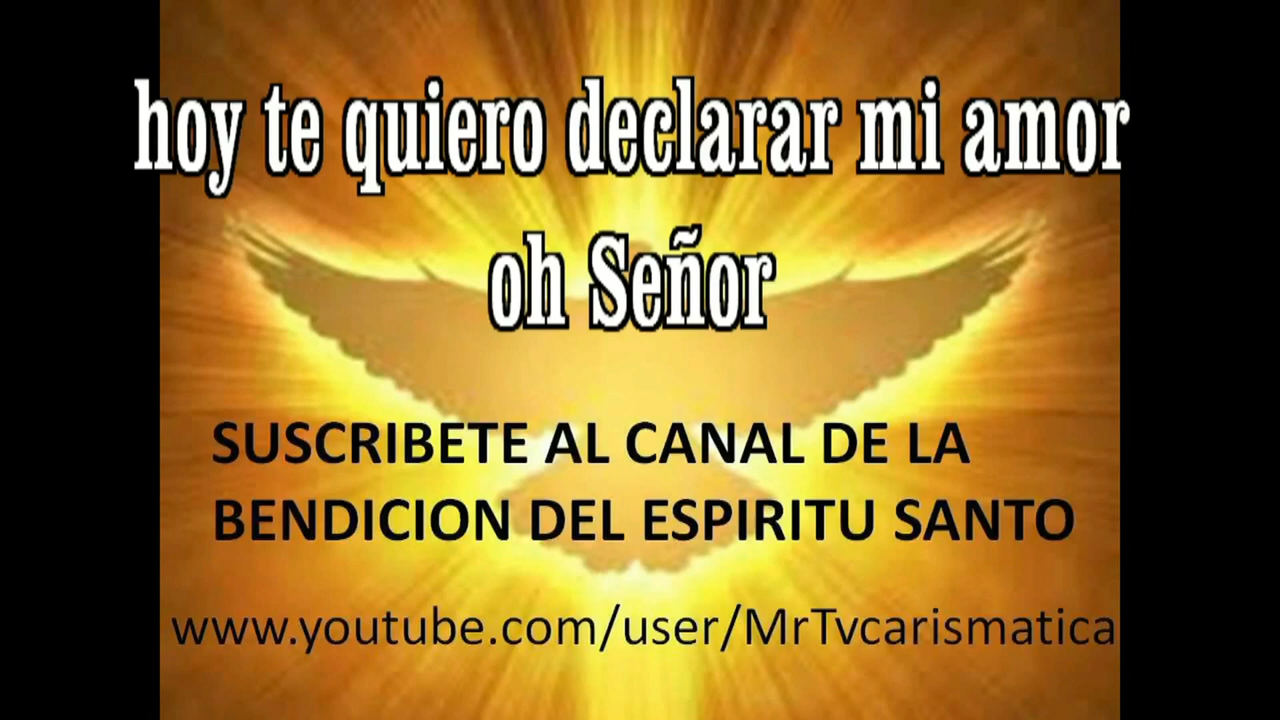 hoy te quiero declarar mi amor
oh Señor
SUSCRIBETE AL CANAL DE LA
BENDICION DEL ESPIRITU SANTO
www.youtube.com/user/MrTvcarismatica